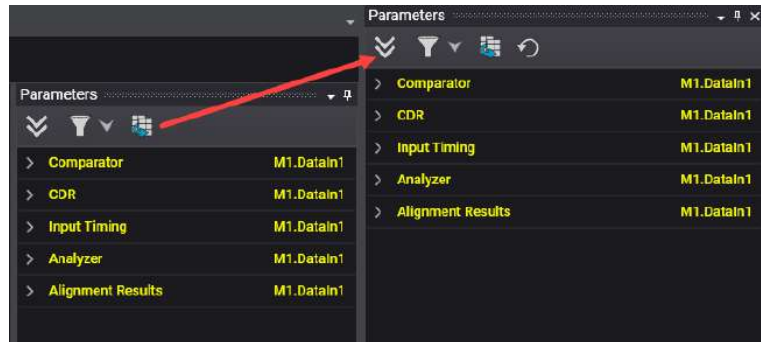 Parameters
Comparator M1.DataIn1
CDR M1.DataIn1
Input Timing M1.DataIn1
Analyzer M1.DataIn1
Alignment Results M1.DataIn1
Parameters
Comparator M1.DataIn1
CDR M1.DataIn1
Input Timing M1.DataIn1
Analyzer M1.DataIn1
Alignment Results M1.DataIn1